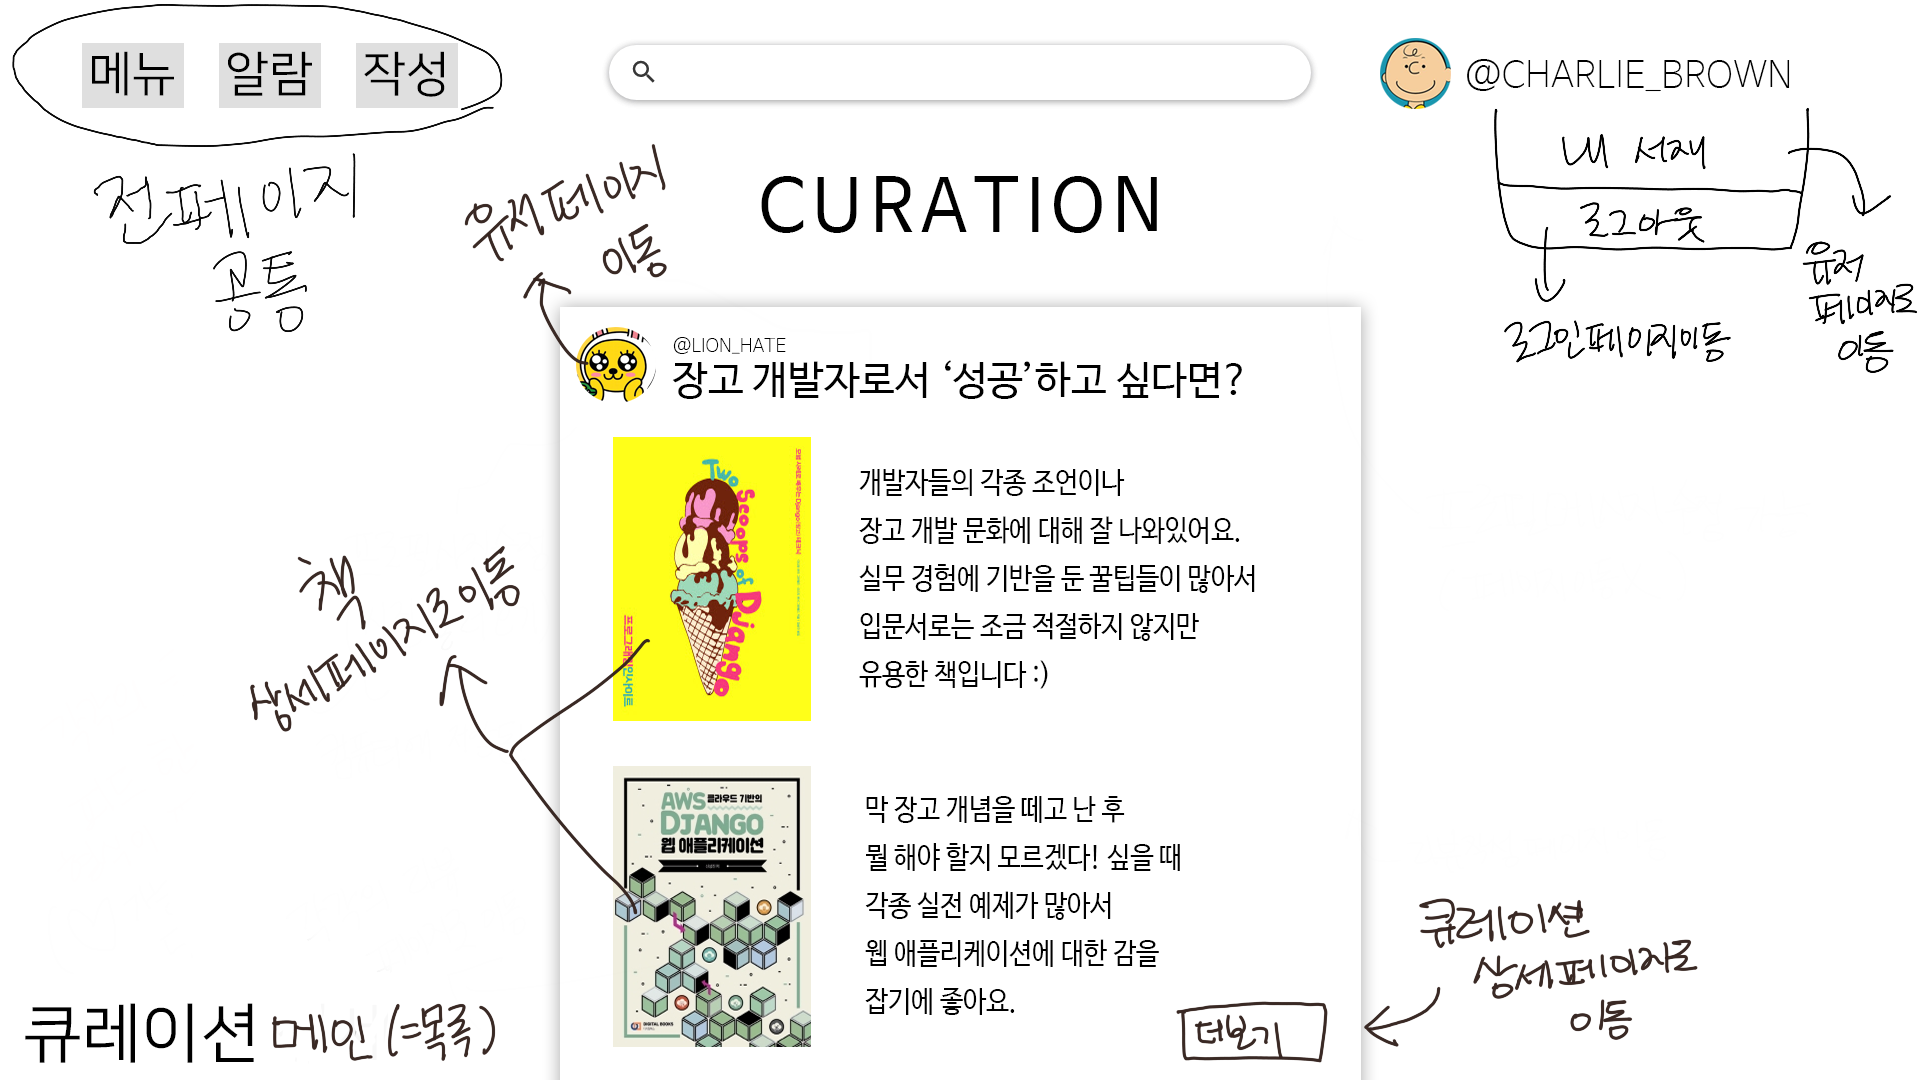 메뉴 알람 작성
@CHARLIE_BROWN
내 서재
로그아웃
유저
페이지로
이동
로그인페이지이동
전페이지
공통
유저페이지
이동
CURATION
@LION_HATE
장고 개발자로서 ‘성공’하고 싶다면?
Two Scoops of Django
프로그래밍인사이트
개발자들의 각종 조언이나
장고 개발 문화에 대해 잘 나와있어요.
실무 경험에 기반을 둔 꿀팁들이 많아서
입문서로는 조금 적절하지 않지만
유용한 책입니다 :)
책
상세페이지로이동
AWS 클라우드 기반의
DJANGO
웹 애플리케이션
DIGITAL BOOKS
막 장고 개념을 떼고 난 후
뭘 해야 할지 모르겠다! 싶을 때
각종 실전 예제가 많아서
웹 애플리케이션에 대한 감을
잡기에 좋아요.
더보기
큐레이션
상세페이지로
이동
큐레이션 메인(=목록)